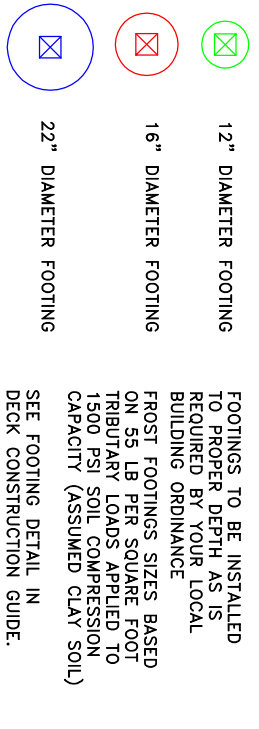 12" DIAMETER FOOTING
16" DIAMETER FOOTING
22" DIAMETER FOOTING
FOOTINGS TO BE INSTALLED
TO PROPER DEPTH AS IS
REQUIRED BY YOUR LOCAL
BUILDING ORDINANCE
FROST FOOTINGS SIZES BASED
ON 55 LB PER SQUARE FOOT
TRIBUTARY LOADS APPLIED TO
1500 PSI SOIL COMPRESSION
CAPACITY (ASSUMED CLAY SOIL)
SEE FOOTING DETAIL IN
DECK CONSTRUCTION GUIDE.